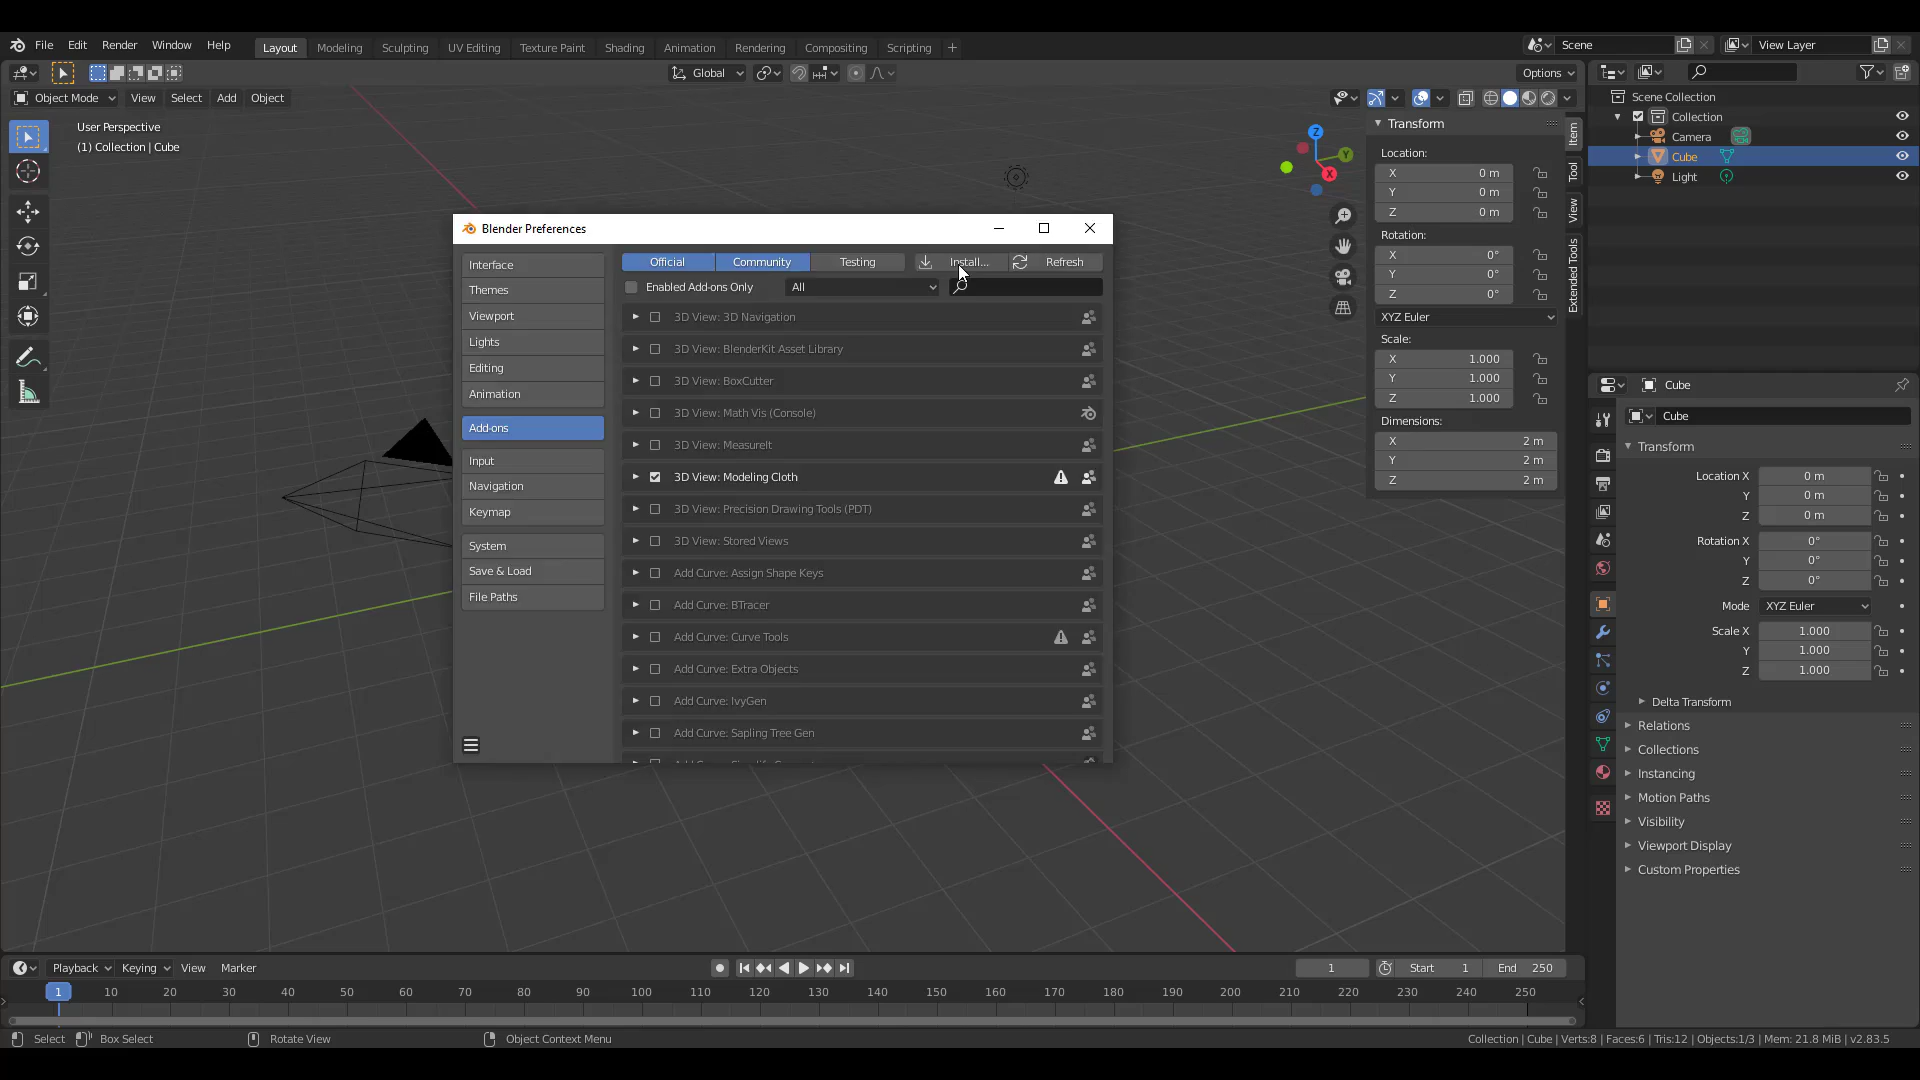 File Edit Render Window Help Layout Modeling Sculpting UV Editing Texture Paint Shading Animation Rendering Compositing Scripting + Scene View Layer
Global Options
Object Mode View Select Add Object
User Perspective
(1) Collection | Cube
Z
Y
X
Transform
Location:
X 0 m
Y 0 m
Z 0 m
Rotation:
X 0°
Y 0°
Z 0°
XYZ Euler
Scale:
X 1.000
Y 1.000
Z 1.000
Dimensions:
X 2 m
Y 2 m
Z 2 m
Item
Tool
View
Extended Tools
Scene Collection
Collection
Camera
Cube
Light
Blender Preferences
Interface
Themes
Viewport
Lights
Editing
Animation
Add-ons
Input
Navigation
Keymap
System
Save & Load
File Paths
Official Community Testing Install... Refresh
Enabled Add-ons Only All
3D View: 3D Navigation
3D View: BlenderKit Asset Library
3D View: BoxCutter
3D View: Math Vis (Console)
3D View: MeasureIt
3D View: Modeling Cloth
3D View: Precision Drawing Tools (PDT)
3D View: Stored Views
Add Curve: Assign Shape Keys
Add Curve: BTracer
Add Curve: Curve Tools
Add Curve: Extra Objects
Add Curve: IvyGen
Add Curve: Sapling Tree Gen
Cube
Cube
Transform
Location X 0 m
Y 0 m
Z 0 m
Rotation X 0°
Y 0°
Z 0°
Mode XYZ Euler
Scale X 1.000
Y 1.000
Z 1.000
Delta Transform
Relations
Collections
Instancing
Motion Paths
Visibility
Viewport Display
Custom Properties
Playback Keying View Marker 1 Start 1 End 250
1 10 20 30 40 50 60 70 80 90 100 110 120 130 140 150 160 170 180 190 200 210 220 230 240 250
Select Box Select Rotate View Object Context Menu Collection | Cube | Verts:8 | Faces:6 | Tris:12 | Objects:1/3 | Mem: 21.8 MiB | v2.83.5